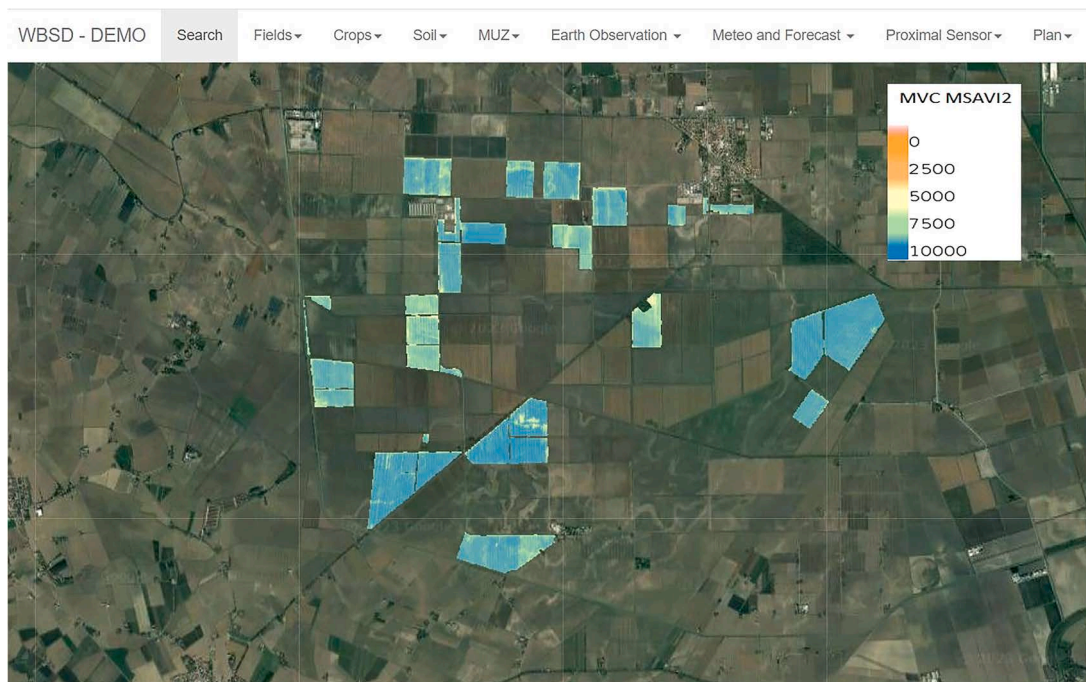 WBSD - DEMO Search Fields Crops Soil MUZ Earth Observation Meteo and Forecast Proximal Sensor Plan
MVC MSAVI2
0
2500
5000
7500
10000